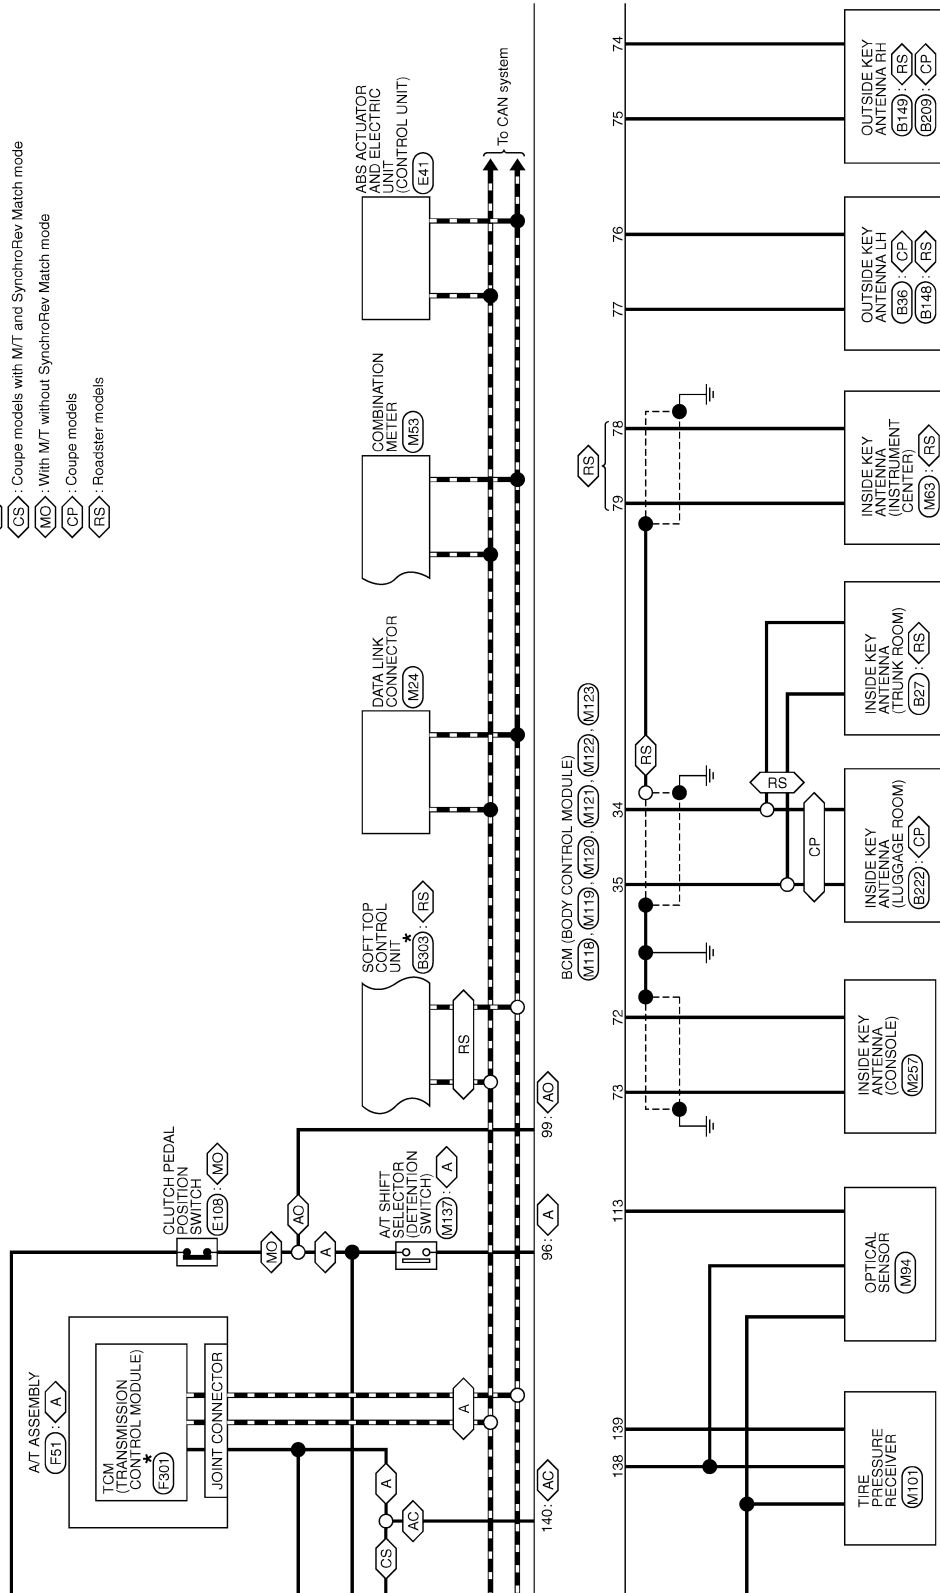 CS : Coupe models with M/T and SynchroRev Match mode
MO : With M/T without SynchroRev Match mode
CP : Coupe models
RS : Roadster models
A/T ASSEMBLY
F51 : A
TCM
(TRANSMISSION
CONTROL MODULE)
*
F301
JOINT CONNECTOR
CLUTCH PEDAL
POSITION
SWITCH
E108 : MO
MO
AO
A
A/T SHIFT
SELECTOR
(DETENTION
SWITCH)
M137 : A
SOFT TOP
CONTROL
UNIT *
B303 : RS
DATA LINK
CONNECTOR
M24
COMBINATION
METER
M53
ABS ACTUATOR
AND ELECTRIC
UNIT
(CONTROL UNIT)
E41
To CAN system
CS
A
AC
A
RS
140 : AC
96 : A
99 : AO
BCM (BODY CONTROL MODULE)
M118 , M119 , M120 , M121 , M122 , M123
RS
138
139
113
73
72
35
34
79
78
77
76
75
74
RS
RS
CP
TIRE
PRESSURE
RECEIVER
M101
OPTICAL
SENSOR
M94
INSIDE KEY
ANTENNA
(CONSOLE)
M257
INSIDE KEY
ANTENNA
(LUGGAGE ROOM)
B222 : CP
INSIDE KEY
ANTENNA
(TRUNK ROOM)
B27 : RS
INSIDE KEY
ANTENNA
(INSTRUMENT
CENTER)
M63 : RS
OUTSIDE KEY
ANTENNA LH
B36 : CP
B148 : RS
OUTSIDE KEY
ANTENNA RH
B149 : RS
B209 : CP